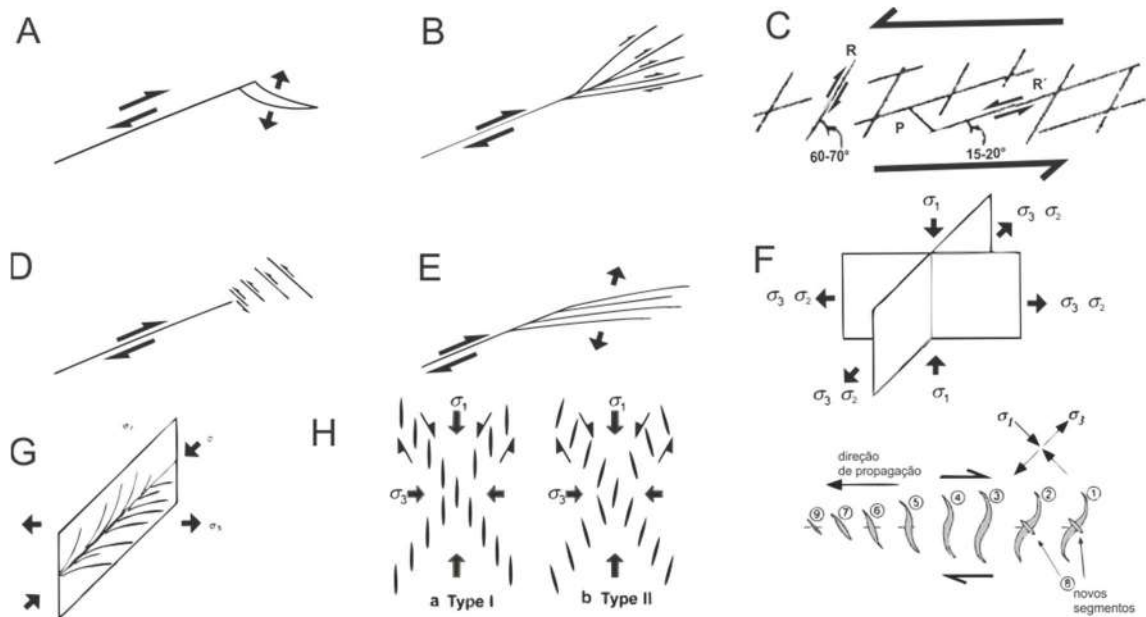 A
B
C
R
R´
P
60-70°
15-20°
D
E
F
σ₁
σ₃ σ₂
σ₃ σ₂
σ₃ σ₂
σ₃ σ₂
σ₁
G
H
σ₁
σ₃
a Type I
σ₁
σ₃
b Type II
σ₁
σ₃
direção
de propagação
9
7
6
5
4
3
2
1
8
novos
segmentos